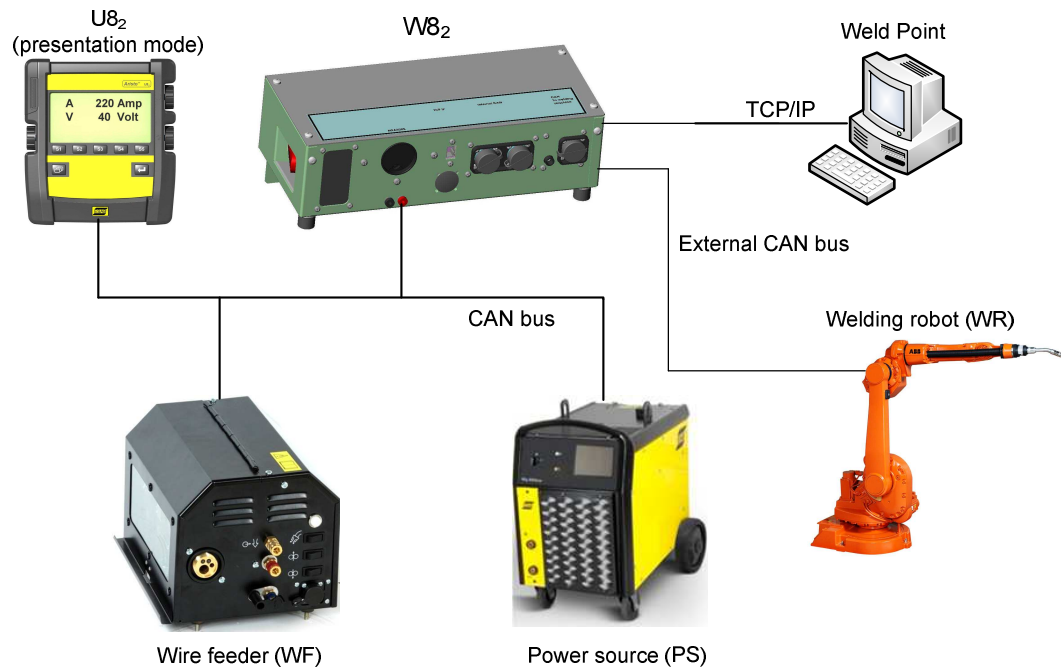 U8₂
(presentation mode)
W8₂
Weld Point
A 220 Amp
V 40 Volt
TCP/IP
External CAN bus
CAN bus
Welding robot (WR)
ABB
Wire feeder (WF)
Power source (PS)